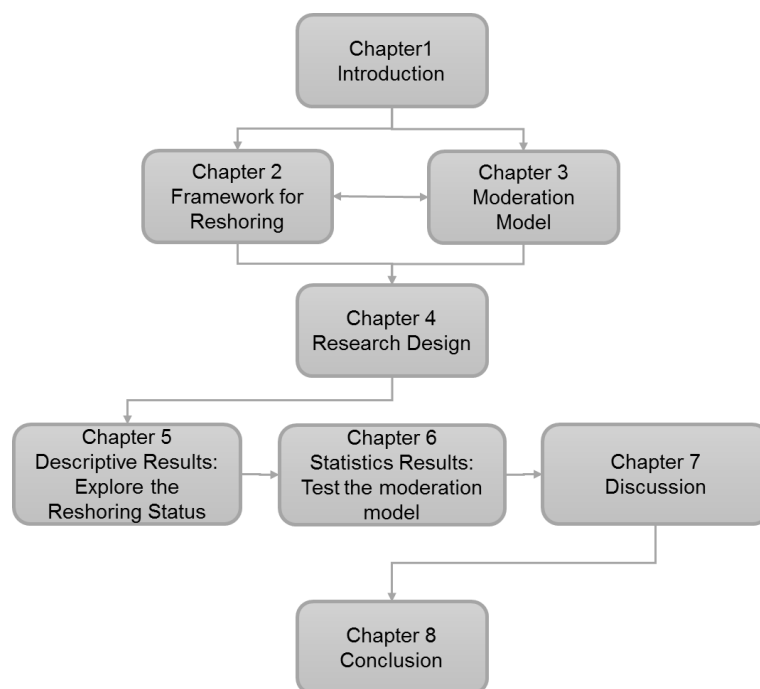 Chapter1
Introduction
Chapter 2
Framework for
Reshoring
Chapter 3
Moderation
Model
Chapter 4
Research Design
Chapter 5
Descriptive Results:
Explore the
Reshoring Status
Chapter 6
Statistics Results:
Test the moderation
model
Chapter 7
Discussion
Chapter 8
Conclusion